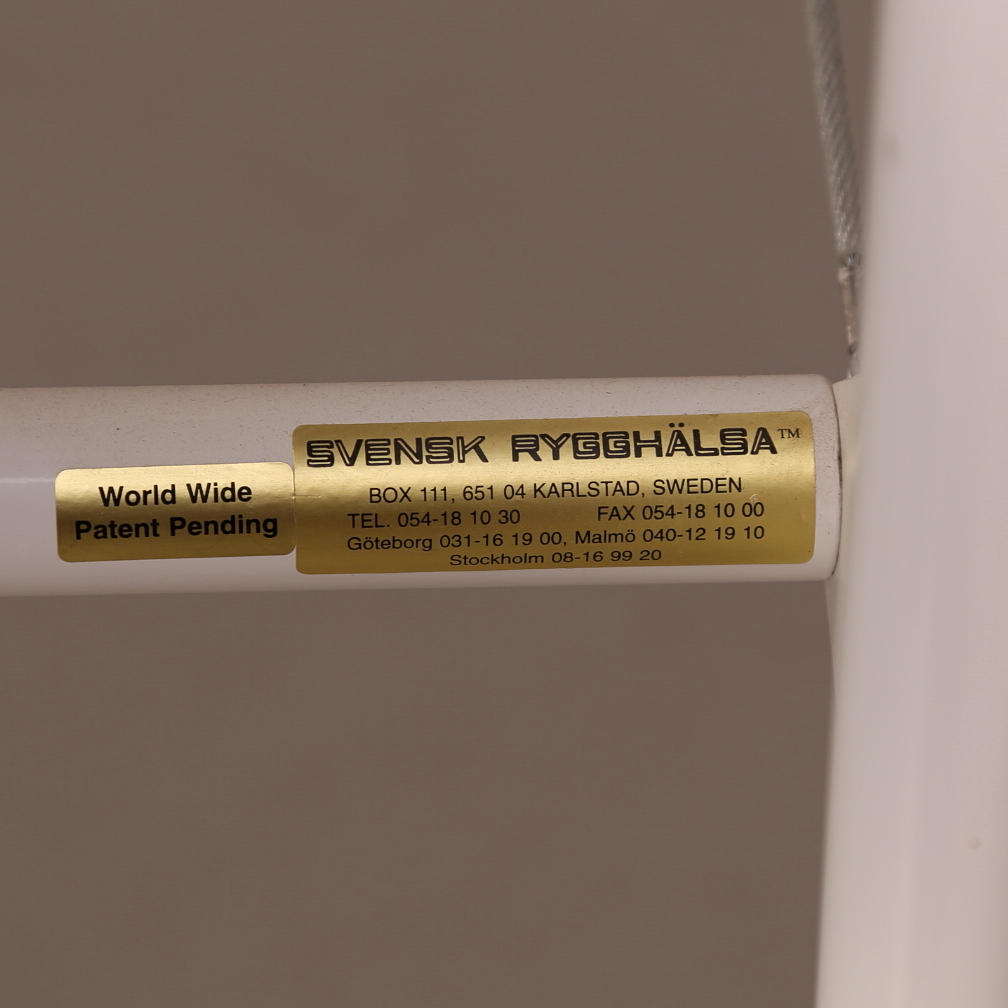 World Wide
Patent Pending
SVENSK RYGGHÄLSA™
BOX 111, 651 04 KARLSTAD, SWEDEN
TEL. 054-18 10 30 FAX 054-18 10 00
Göteborg 031-16 19 00, Malmö 040-12 19 10
Stockholm 08-16 99 20